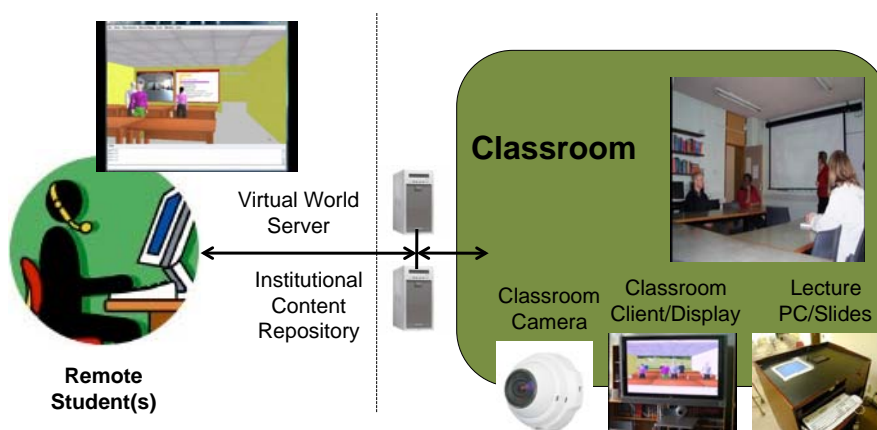 Classroom
Virtual World
Server
Institutional
Content
Repository
Remote
Student(s)
Classroom
Camera
Classroom
Client/Display
Lecture
PC/Slides